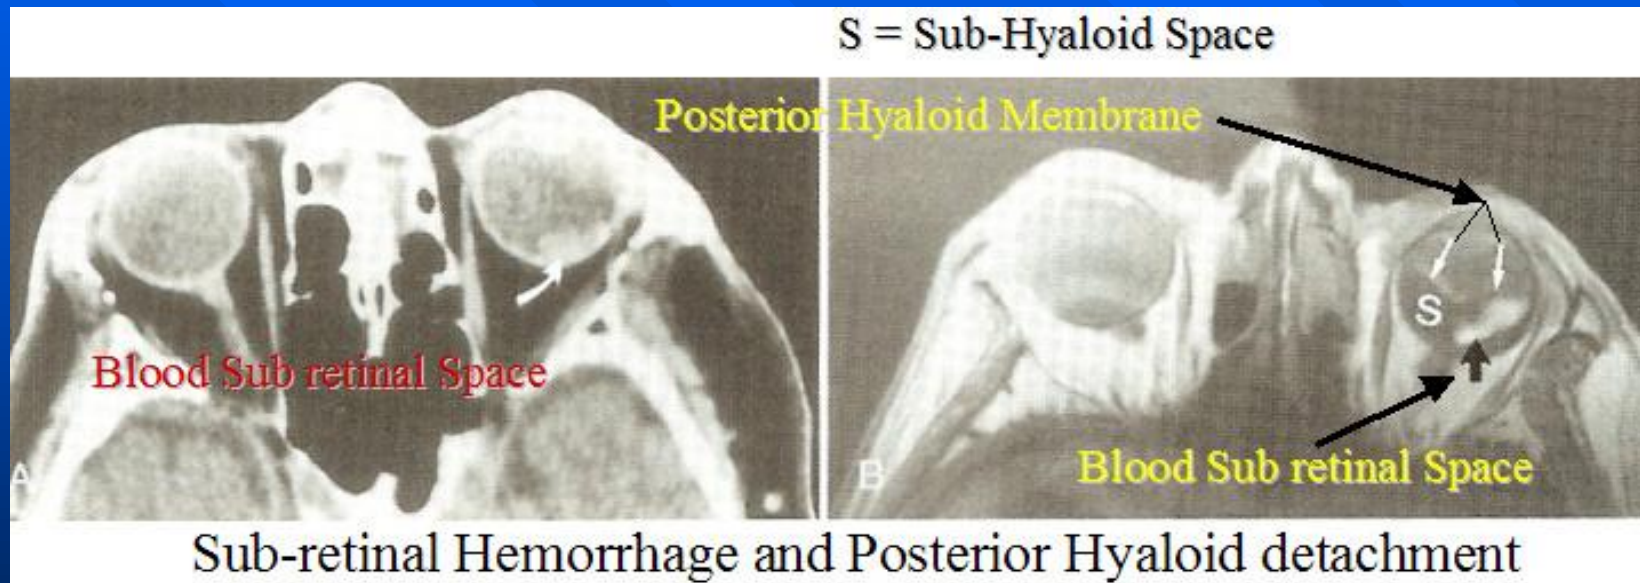 S = Sub-Hyaloid Space
Posterior Hyaloid Membrane
S
Blood Sub retinal Space
Blood Sub retinal Space
A
B
Sub-retinal Hemorrhage and Posterior Hyaloid detachment